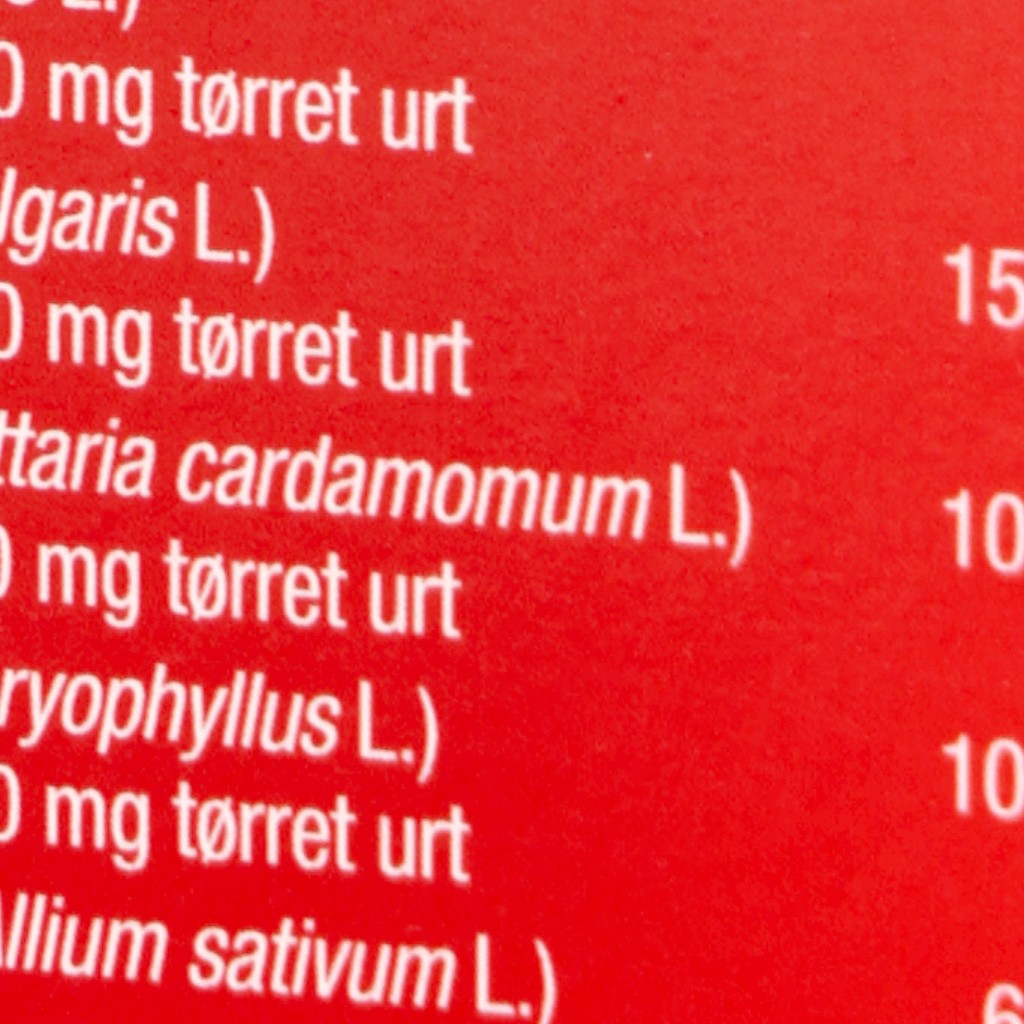 0 mg tørret urt
lgaris L.)
15
0 mg tørret urt
ttaria cardamomum L.)
10
0 mg tørret urt
ryophyllus L.)
10
0 mg tørret urt
Allium sativum L.)
6